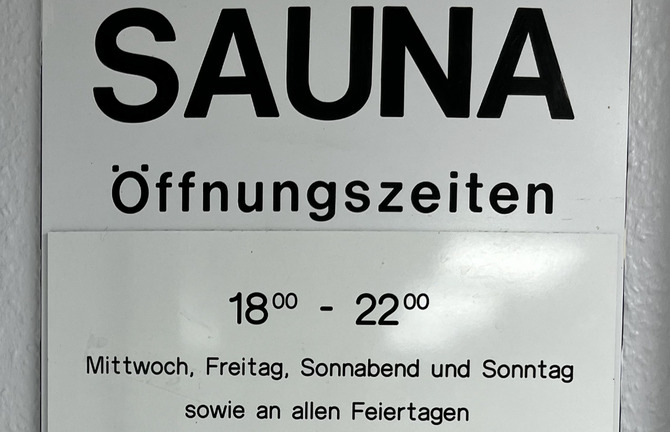 SAUNA
Öffnungszeiten
18⁰⁰ - 22⁰⁰
Mittwoch, Freitag, Sonnabend und Sonntag
sowie an allen Feiertagen